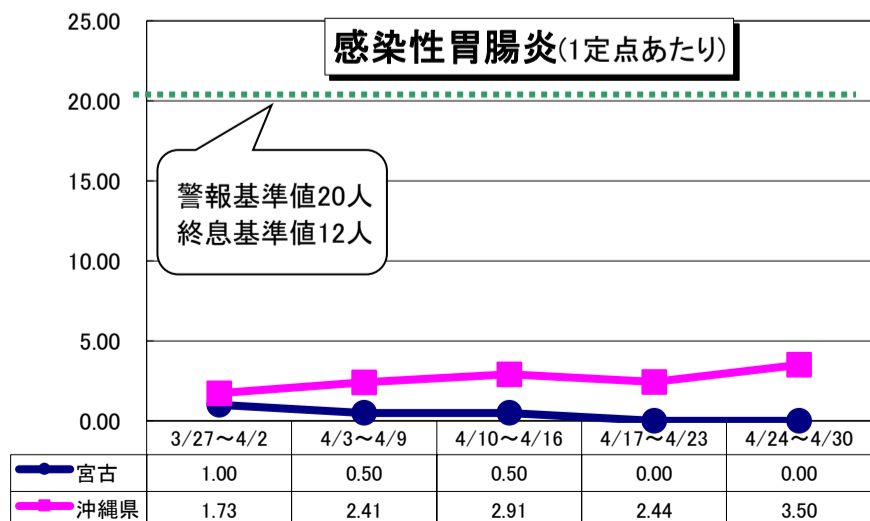 感染性胃腸炎(1定点あたり)
25.00
20.00
15.00
10.00
5.00
0.00
警報基準値20人
終息基準値12人
3/27～4/2 4/3～4/9 4/10～4/16 4/17～4/23 4/24～4/30
宮古 1.00 0.50 0.50 0.00 0.00
沖縄県 1.73 2.41 2.91 2.44 3.50